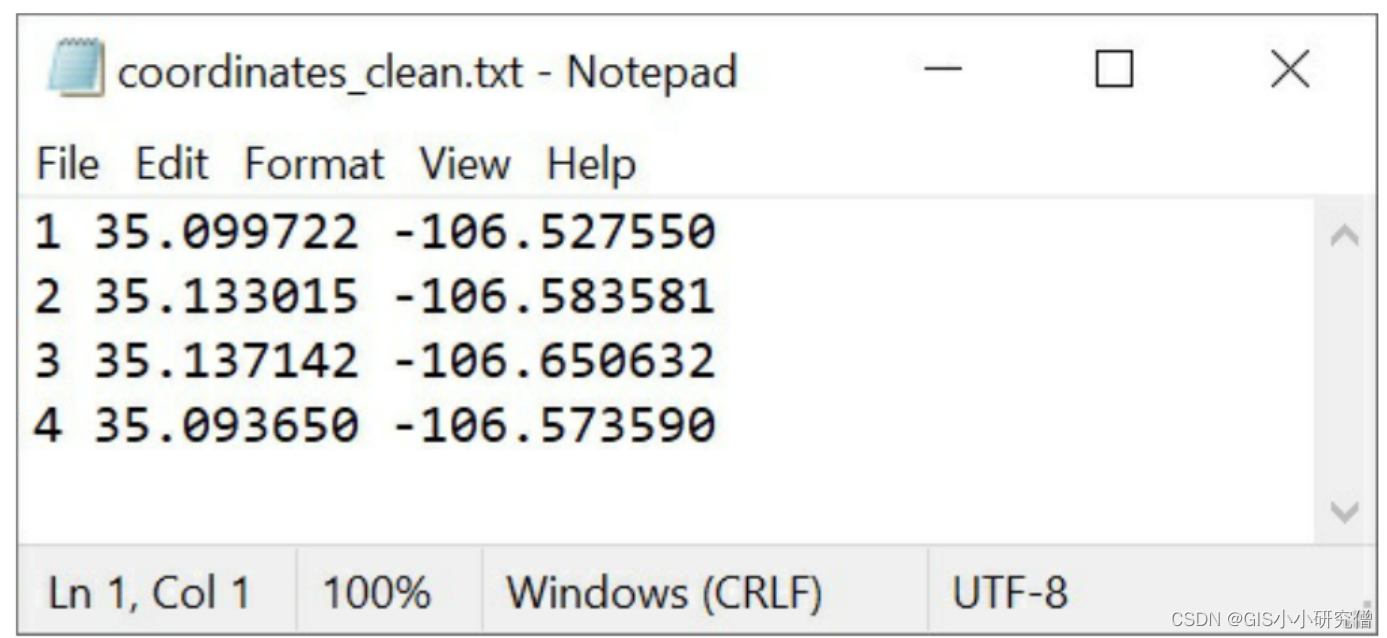 coordinates_clean.txt - Notepad
File Edit Format View Help
1 35.099722 -106.527550
2 35.133015 -106.583581
3 35.137142 -106.650632
4 35.093650 -106.573590
Ln 1, Col 1 100% Windows (CRLF) UTF-8
CSDN @GIS小小研究僧